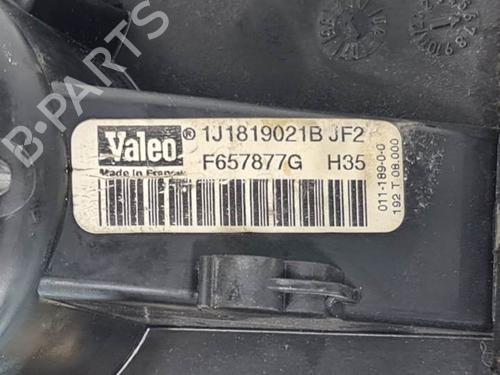 Valeo® 1J1819021B JF2
Made in France
F657877G H35
011-189-0-0
192 T 08.000
A
B-Parts